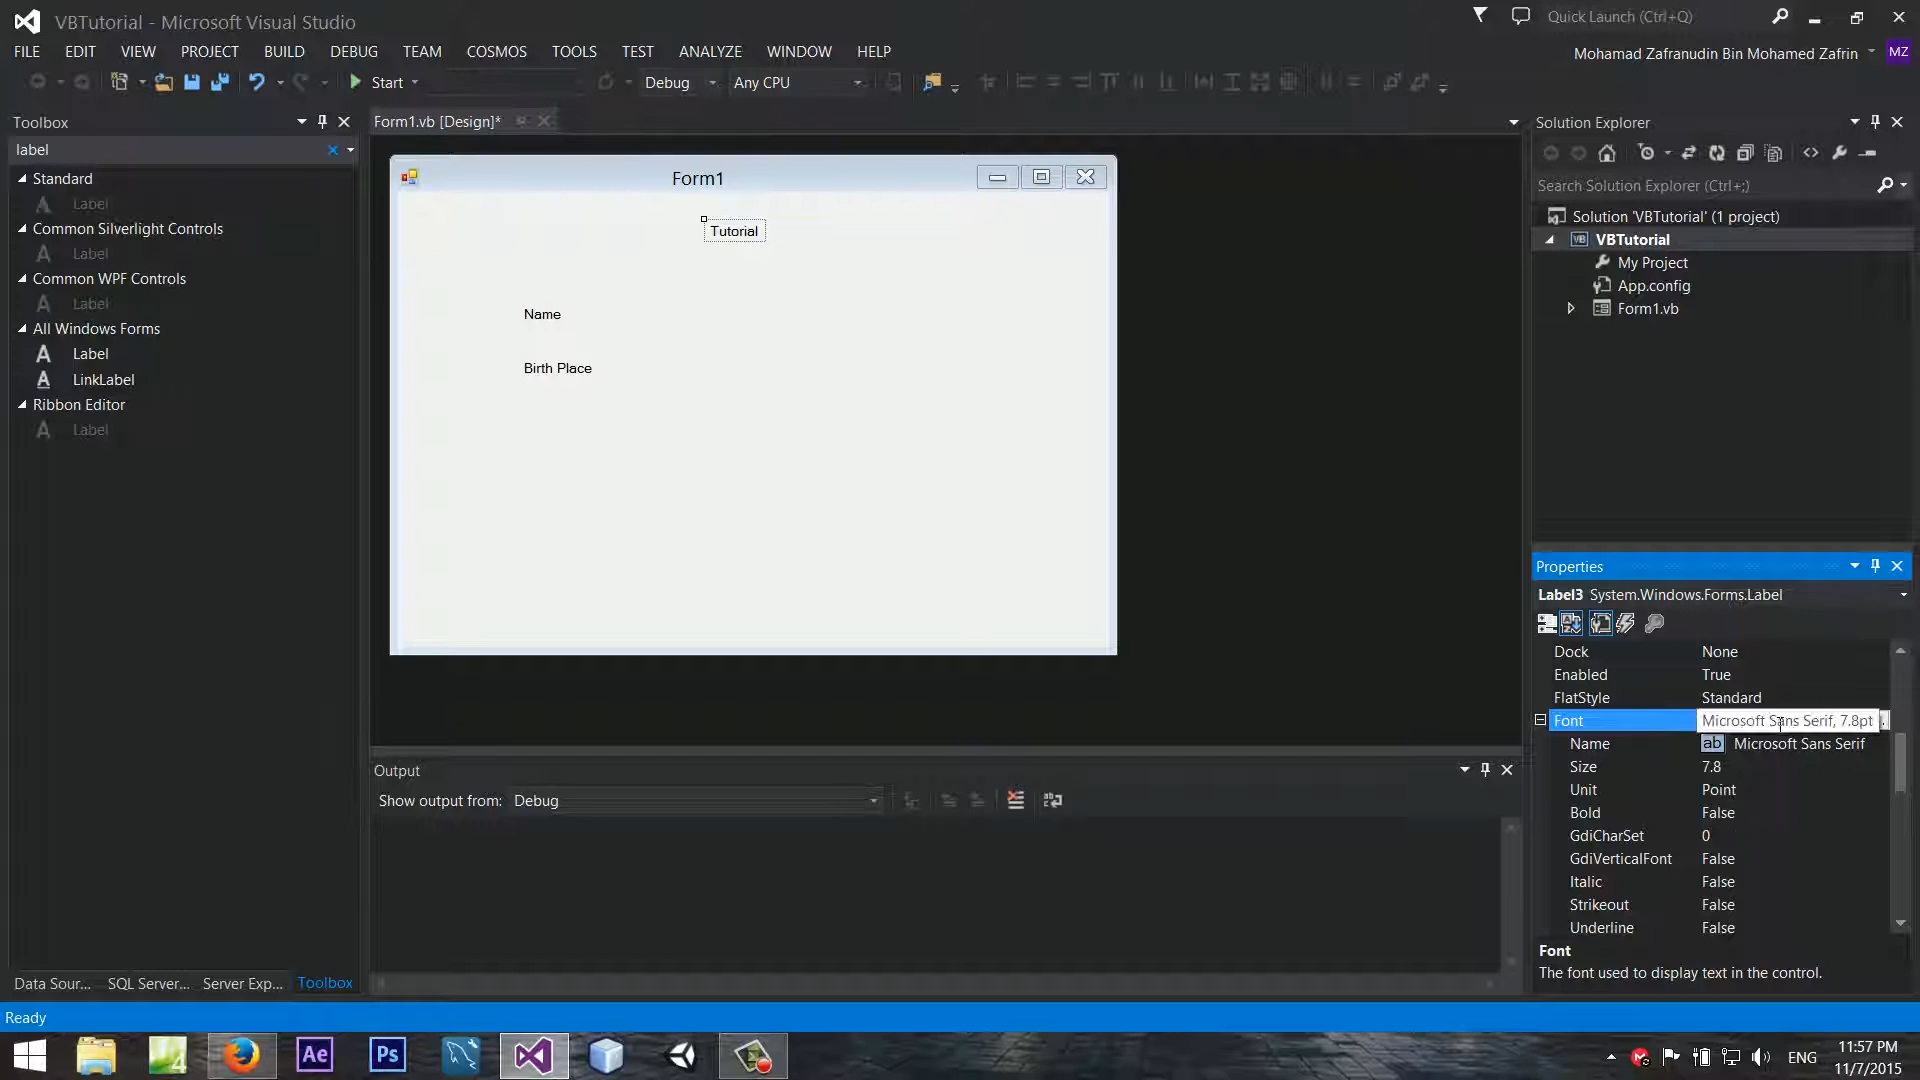 VBTutorial - Microsoft Visual Studio
Quick Launch (Ctrl+Q)
FILE EDIT VIEW PROJECT BUILD DEBUG TEAM COSMOS TOOLS TEST ANALYZE WINDOW HELP
Mohamad Zafranudin Bin Mohamed Zafrin MZ
Start Debug Any CPU
Toolbox
label
Standard
Label
Common Silverlight Controls
Label
Common WPF Controls
Label
All Windows Forms
A Label
A LinkLabel
Ribbon Editor
Label
Data Sour... SQL Server... Server Exp... Toolbox
Form1.vb [Design]*
Form1
Tutorial
Name
Birth Place
Output
Show output from: Debug
Solution Explorer
Search Solution Explorer (Ctrl+;)
Solution 'VBTutorial' (1 project)
VB VBTutorial
My Project
App.config
Form1.vb
Properties
Label3 System.Windows.Forms.Label
Dock None
Enabled True
FlatStyle Standard
Font Microsoft Sans Serif, 7.8pt
Name ab Microsoft Sans Serif
Size 7.8
Unit Point
Bold False
GdiCharSet 0
GdiVerticalFont False
Italic False
Strikeout False
Underline False
Font
The font used to display text in the control.
Ready
4 Ae Ps
ENG
11:57 PM
11/7/2015